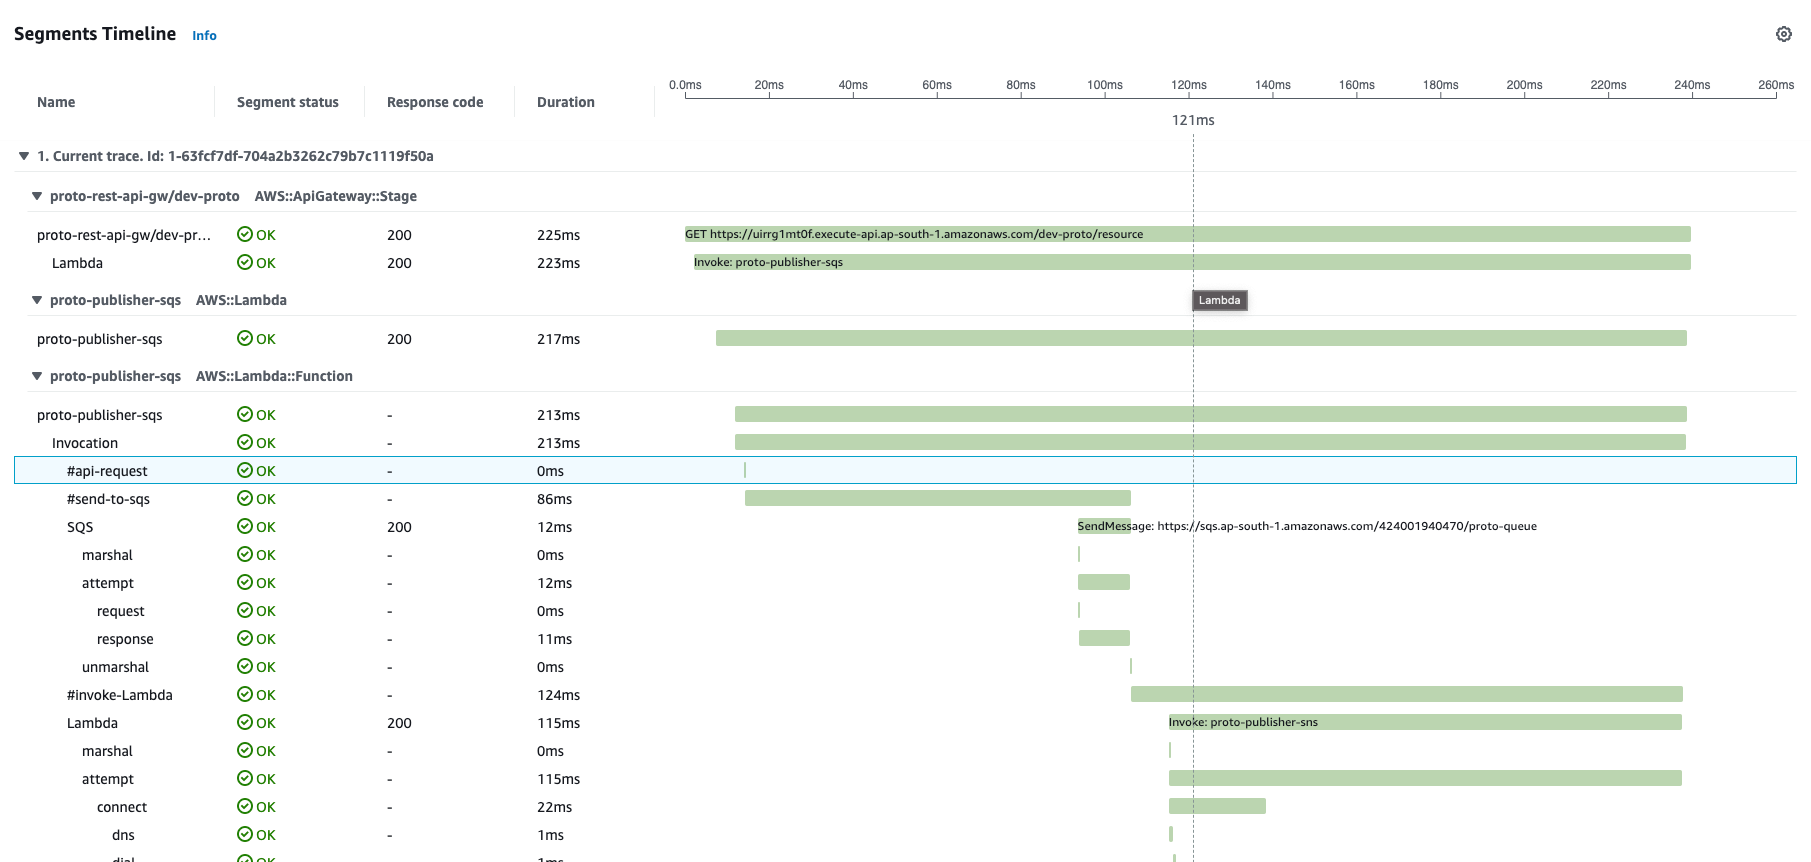 Segments Timeline Info
0.0ms 20ms 40ms 60ms 80ms 100ms 120ms 140ms 160ms 180ms 200ms 220ms 240ms 260ms
Name Segment status Response code Duration
121ms
1. Current trace. Id: 1-63fcf7df-704a2b3262c79b7c1119f50a
proto-rest-api-gw/dev-proto AWS::ApiGateway::Stage
proto-rest-api-gw/dev-pr... OK 200 225ms GET https://uirrg1mt0f.execute-api.ap-south-1.amazonaws.com/dev-proto/resource
Lambda OK 200 223ms Invoke: proto-publisher-sqs
proto-publisher-sqs AWS::Lambda Lambda
proto-publisher-sqs OK 200 217ms
proto-publisher-sqs AWS::Lambda::Function
proto-publisher-sqs OK - 213ms
Invocation OK - 213ms
#api-request OK - 0ms
#send-to-sqs OK - 86ms
SQS OK 200 12ms SendMessage: https://sqs.ap-south-1.amazonaws.com/424001940470/proto-queue
marshal OK - 0ms
attempt OK - 12ms
request OK - 0ms
response OK - 11ms
unmarshal OK - 0ms
#invoke-Lambda OK - 124ms
Lambda OK 200 115ms Invoke: proto-publisher-sns
marshal OK - 0ms
attempt OK - 115ms
connect OK - 22ms
dns OK - 1ms
dial OK 1ms